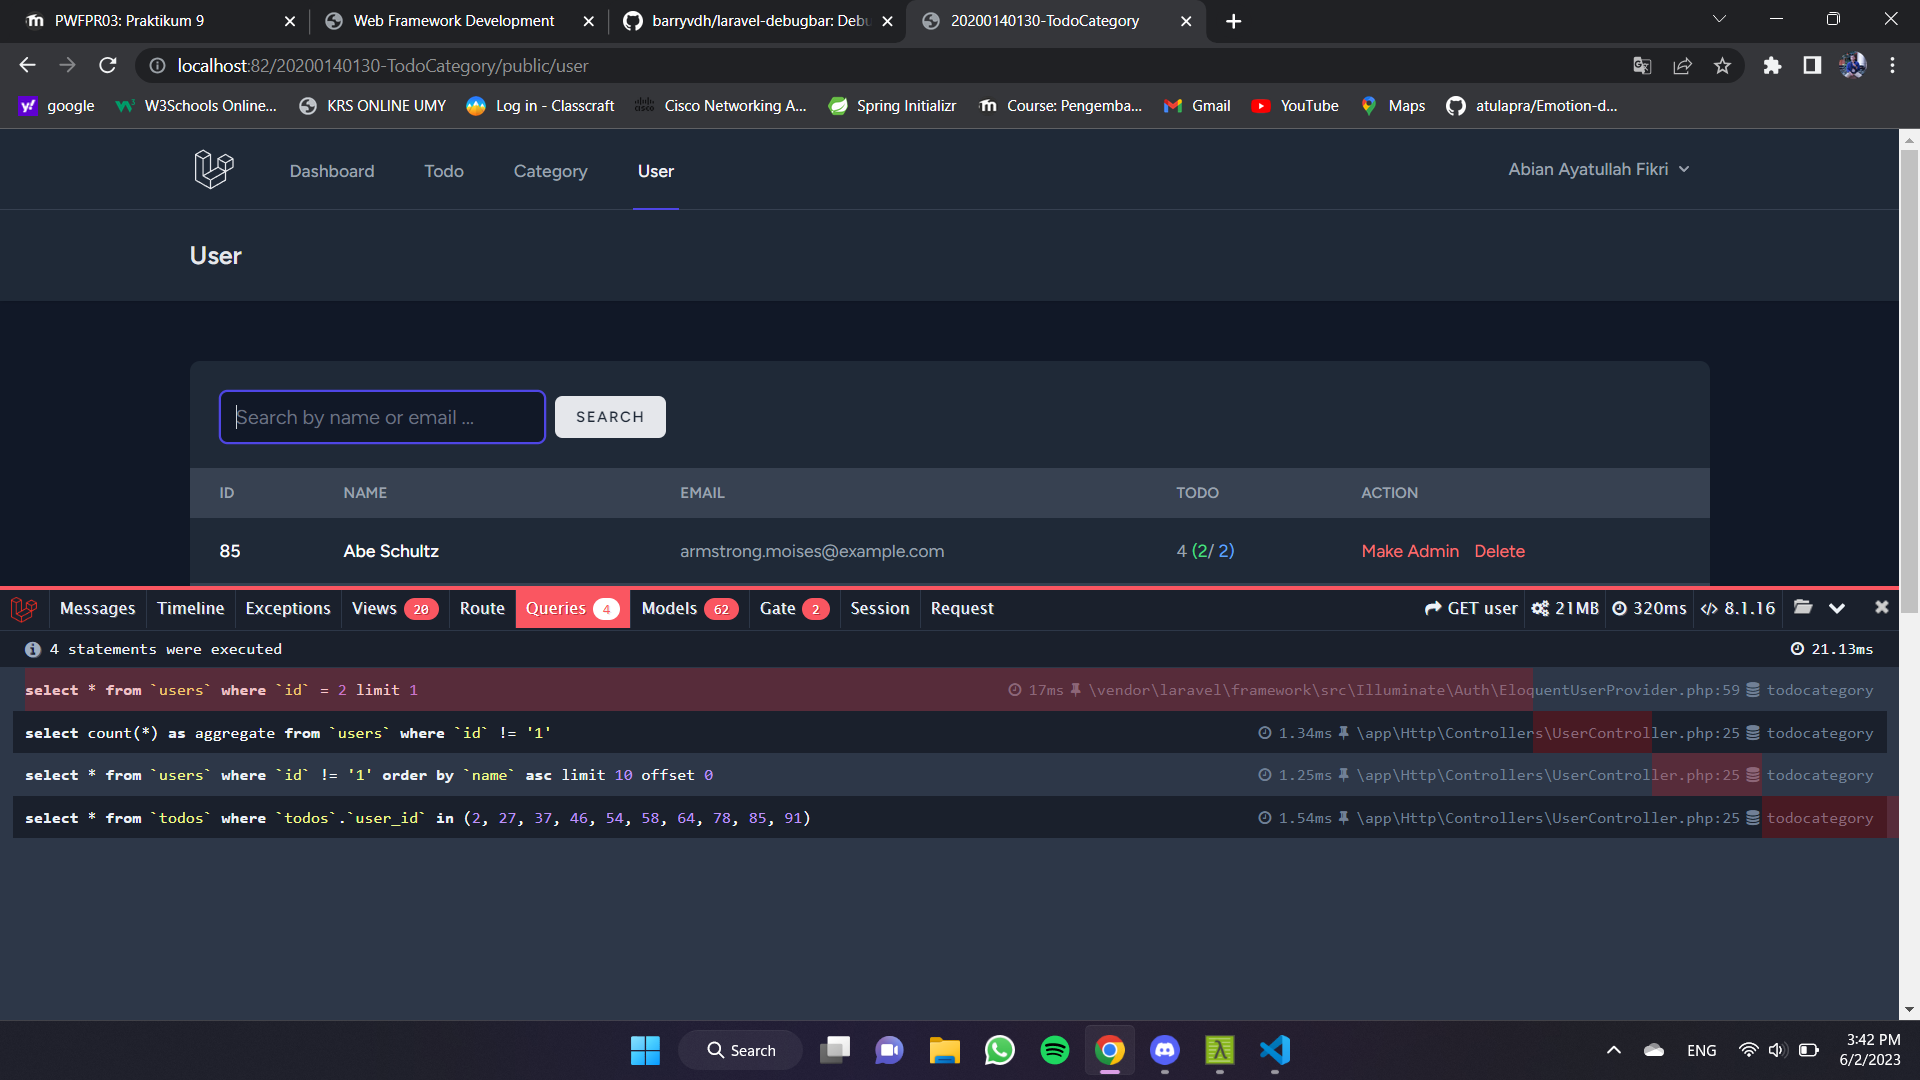 PWFPR03: Praktikum 9
Web Framework Development
barryvdh/laravel-debugbar: Debu
20200140130-TodoCategory
localhost:82/20200140130-TodoCategory/public/user
google
W3Schools Online...
KRS ONLINE UMY
Log in - Classcraft
Cisco Networking A...
Spring Initializr
Course: Pengemba...
Gmail
YouTube
Maps
atulapra/Emotion-d...
Dashboard Todo Category User
Abian Ayatullah Fikri
User
Search by name or email ...
SEARCH
ID NAME EMAIL TODO ACTION
85 Abe Schultz armstrong.moises@example.com 4 (2/ 2) Make Admin Delete
Messages Timeline Exceptions Views 20 Route Queries 4 Models 62 Gate 2 Session Request GET user 21MB 320ms 8.1.16
4 statements were executed 21.13ms
select * from `users` where `id` = 2 limit 1 17ms \vendor\laravel\framework\src\Illuminate\Auth\EloquentUserProvider.php:59 todocategory
select count(*) as aggregate from `users` where `id` != '1' 1.34ms \app\Http\Controllers\UserController.php:25 todocategory
select * from `users` where `id` != '1' order by `name` asc limit 10 offset 0 1.25ms \app\Http\Controllers\UserController.php:25 todocategory
select * from `todos` where `todos`.`user_id` in (2, 27, 37, 46, 54, 58, 64, 78, 85, 91) 1.54ms \app\Http\Controllers\UserController.php:25 todocategory
Search
ENG
3:42 PM
6/2/2023